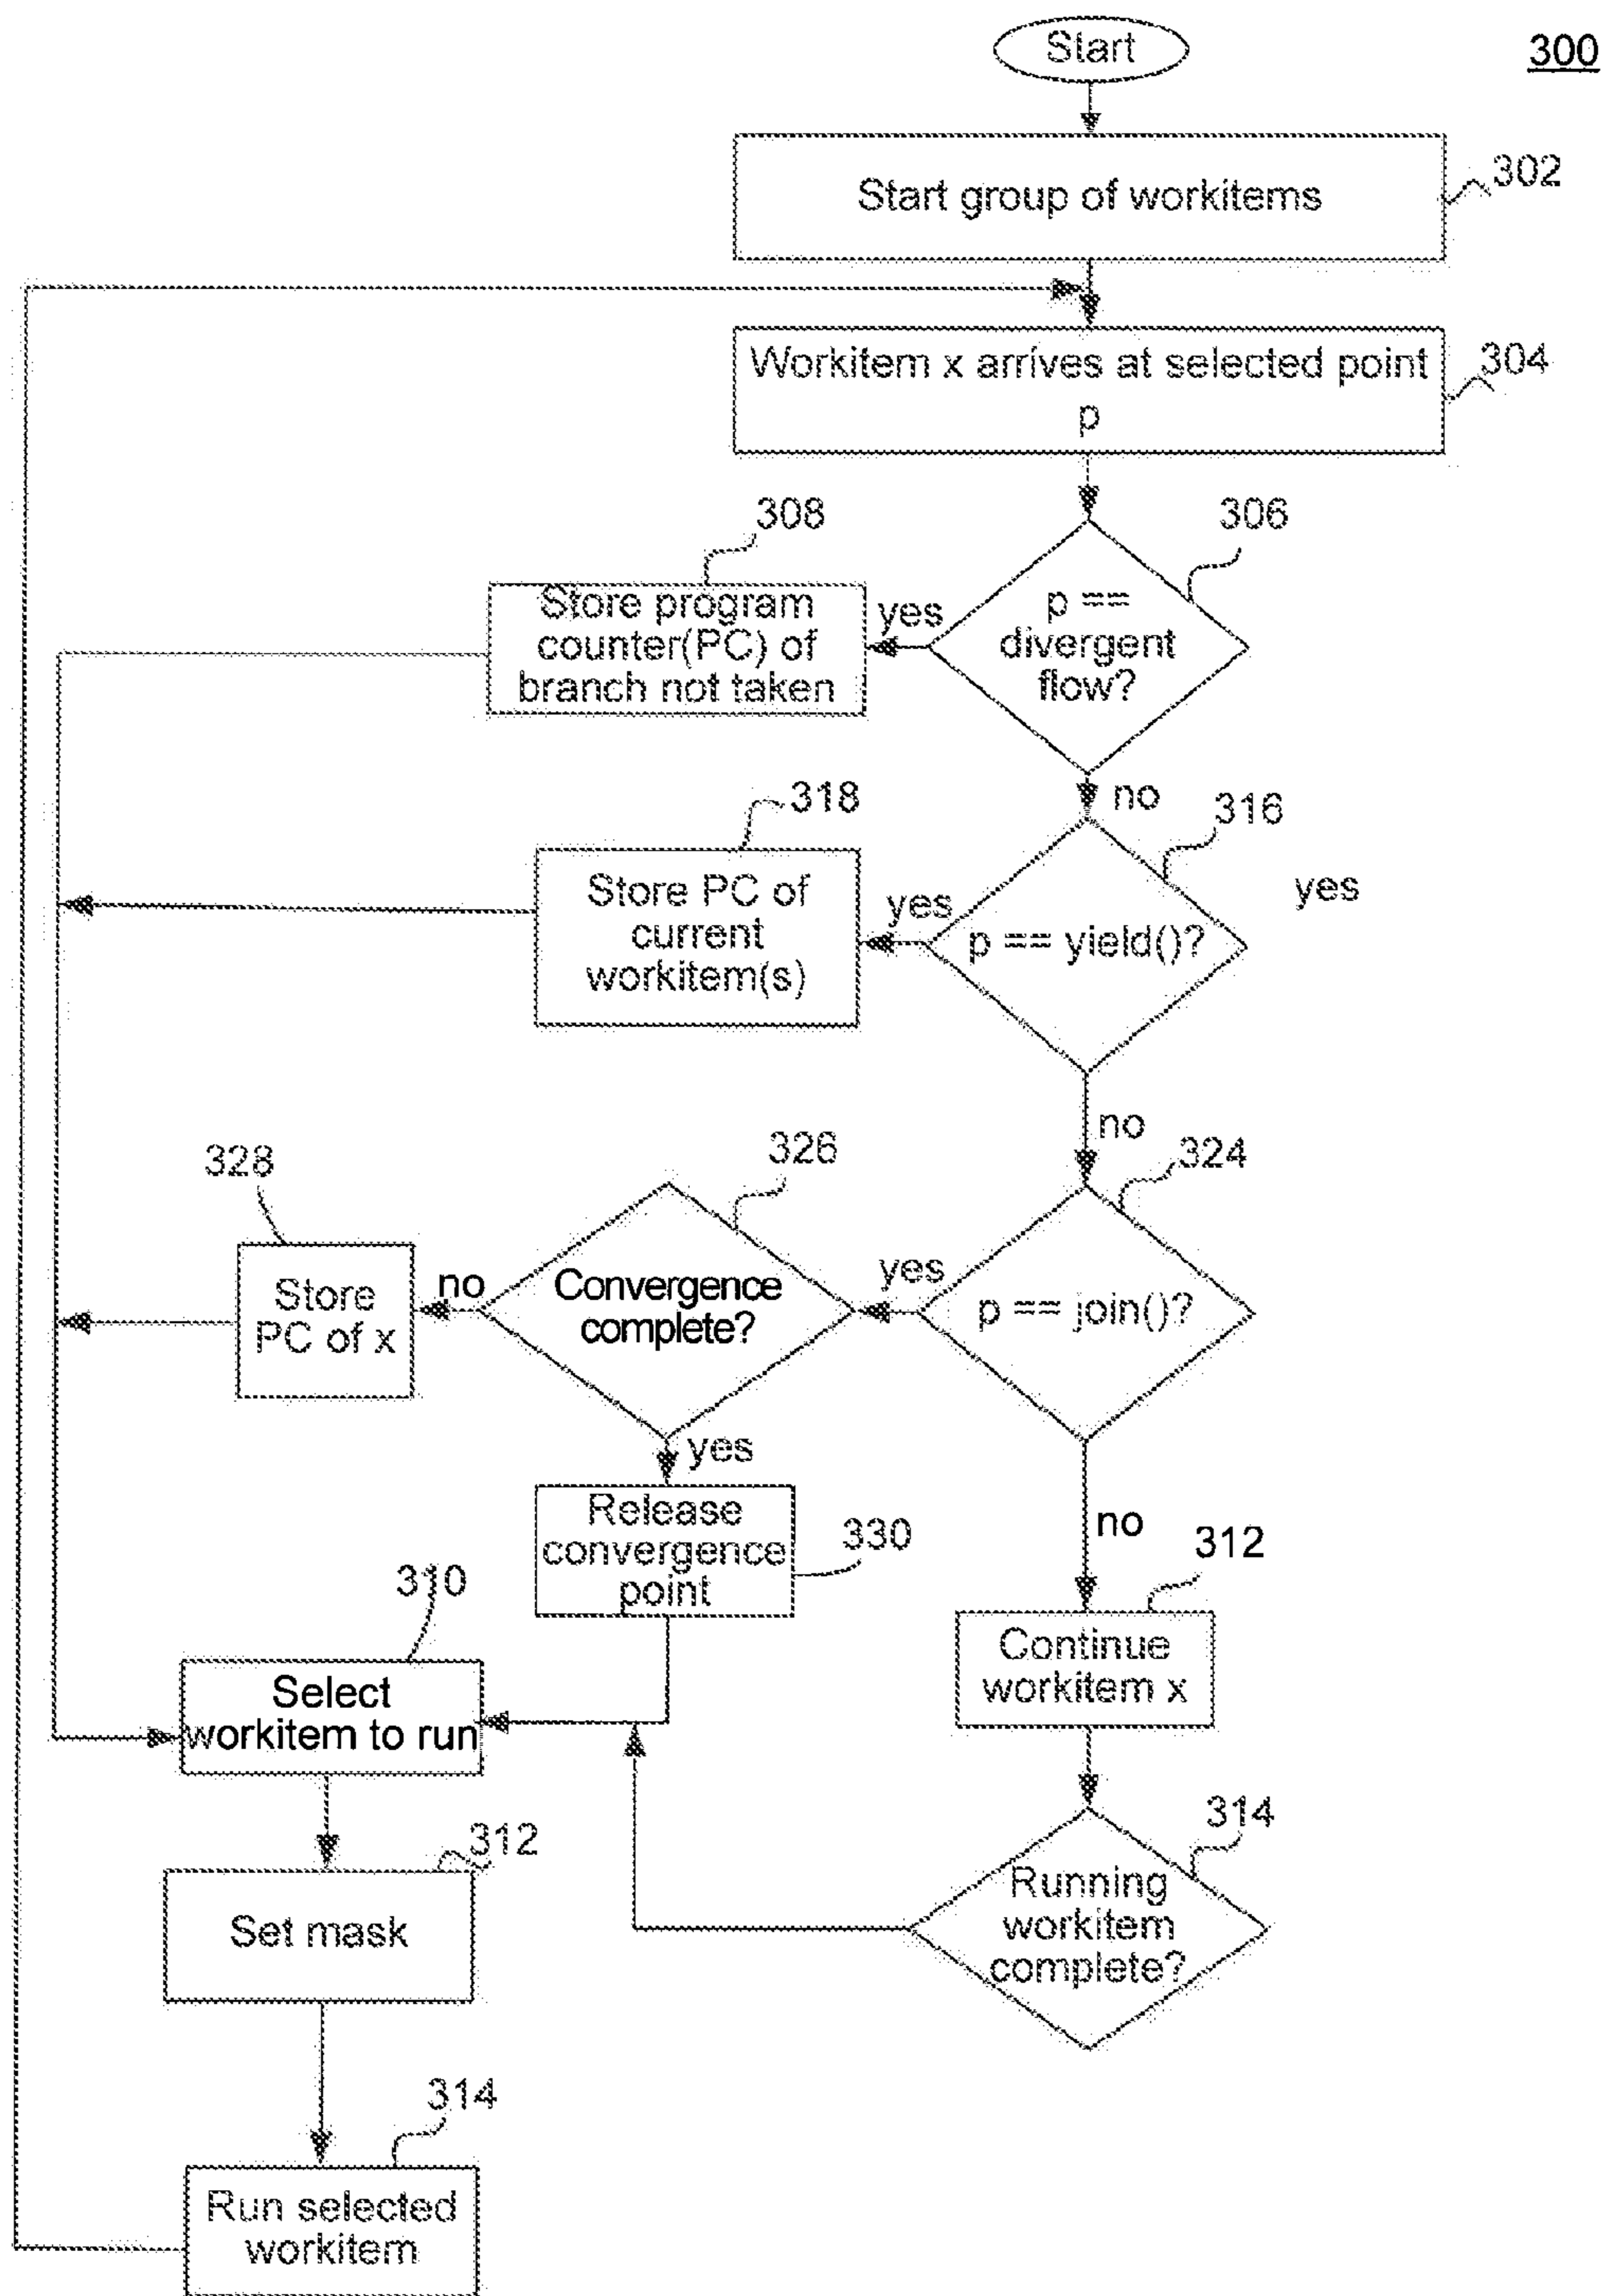 Start
300
Start group of workitems
302
Workitem x arrives at selected point
p
304
308
306
Store program
counter(PC) of
branch not taken
yes
p ==
divergent
flow?
no
318
316
Store PC of
current
workitem(s)
yes
p == yield()?
yes
no
328
326
324
Store
PC of x
no
Convergence
complete?
yes
p == join()?
yes
no
Release
convergence
point
330
312
310
Select
workitem to run
Continue
workitem x
312
Set mask
314
Running
workitem
complete?
314
Run selected
workitem